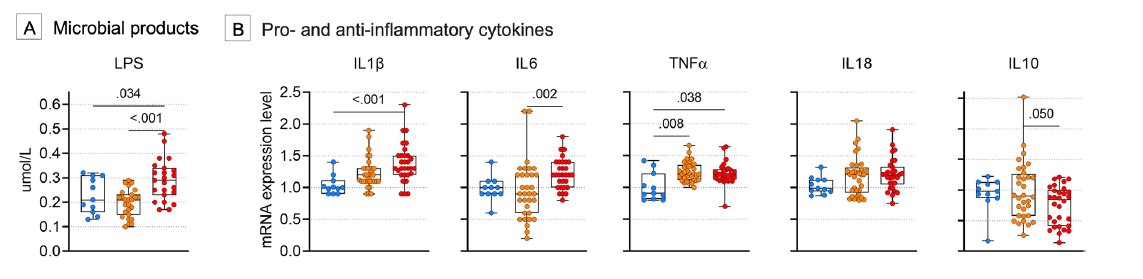 A Microbial products
B Pro- and anti-inflammatory cytokines
LPS
IL1β
IL6
TNFα
IL18
IL10
umol/L
0.6
0.5
0.4
0.3
0.2
0.1
0.0
.034
<.001
mRNA expression level
2.5
2.0
1.5
1.0
0.5
0.0
<.001
.002
.038
.008
.050